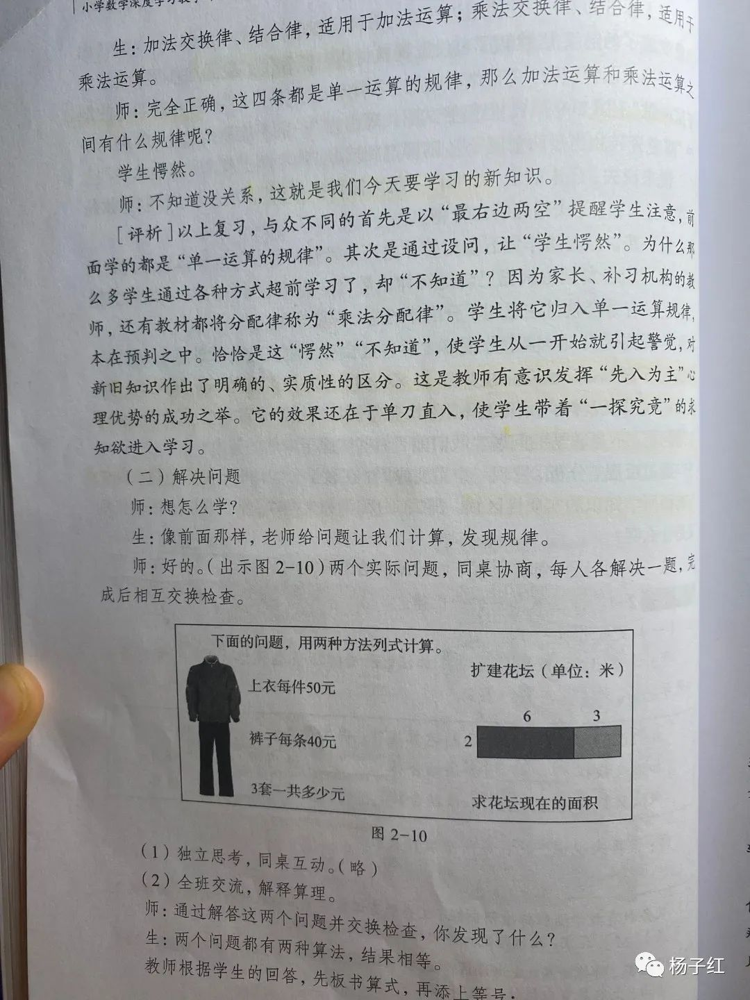 小学数学深度学习教学
生：加法交换律、结合律，适用于加法运算；乘法交换律、结合律，适用于
乘法运算。
师：完全正确，这四条都是单一运算的规律，那么加法运算和乘法运算之
间有什么规律呢？
学生愕然。
师：不知道没关系，这就是我们今天要学习的新知识。
［评析］以上复习，与众不同的首先是以“最右边两空”提醒学生注意，前
面学的都是“单一运算的规律”。其次是通过设问，让“学生愕然”。为什么那
么多学生通过各种方式超前学习了，却“不知道”？因为家长、补习机构的教
师，还有教材都将分配律称为“乘法分配律”。学生将它归入单一运算规律，
本在预判之中。恰恰是这“愕然”“不知道”，使学生从一开始就引起警觉，对
新旧知识作出了明确的、实质性的区分。这是教师有意识发挥“先入为主”心
理优势的成功之举。它的效果还在于单刀直入，使学生带着“一探究竟”的求
知欲进入学习。
（二）解决问题
师：想怎么学？
生：像前面那样，老师给问题让我们计算，发现规律。
师：好的。（出示图2-10）两个实际问题，同桌协商，每人各解决一题，完
成后相互交换检查。
下面的问题，用两种方法列式计算。
上衣每件50元
裤子每条40元
3套一共多少元
扩建花坛（单位：米）
6 3
2
求花坛现在的面积
图 2-10
（1）独立思考，同桌互动。（略）
（2）全班交流，解释算理。
师：通过解答这两个问题并交换检查，你发现了什么？
生：两个问题都有两种算法，结果相等。
教师根据学生的回答，先板书算式，再添上等号：
杨子红